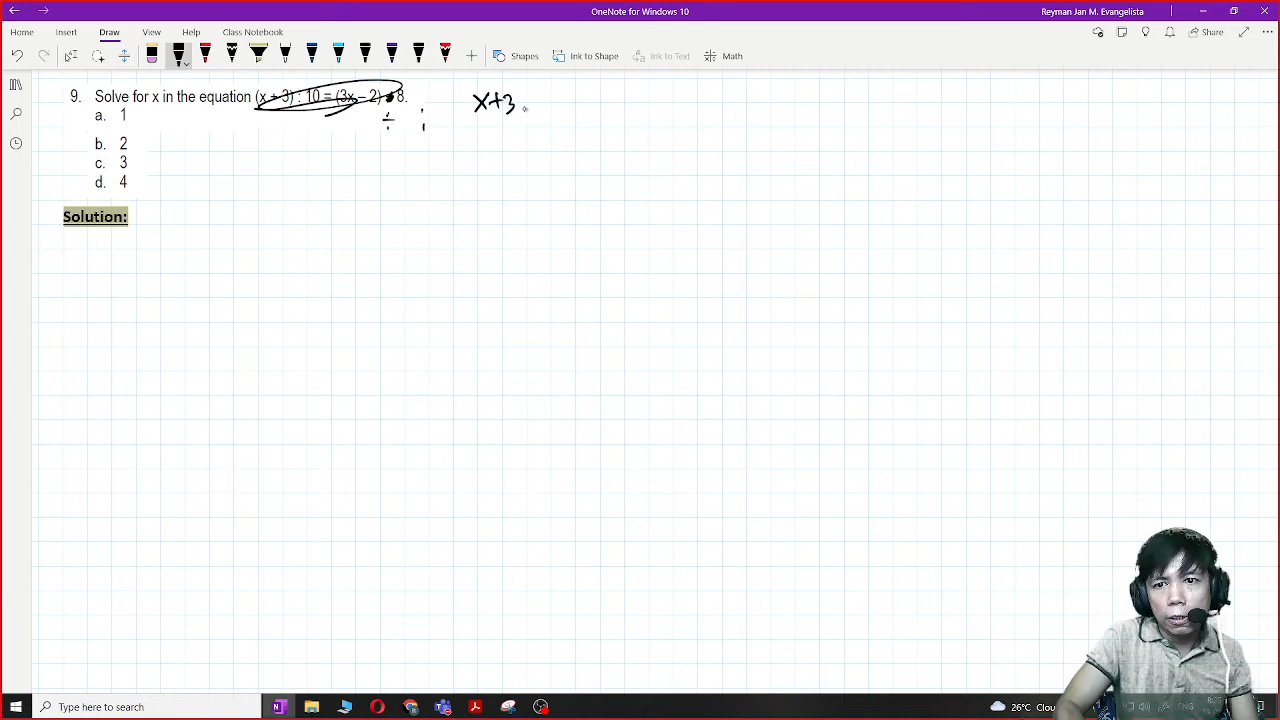 OneNote for Windows 10
Reyman Jan M. Evangelista
Home Insert Draw View Help Class Notebook
Share
Shapes Ink to Shape Ink to Text Math
9. Solve for x in the equation (x + 3) : 10 = (3x – 2) : 8.
x+3
÷ :
a. 1
b. 2
c. 3
d. 4
Solution:
Type here to search
26°C Clou
ENG